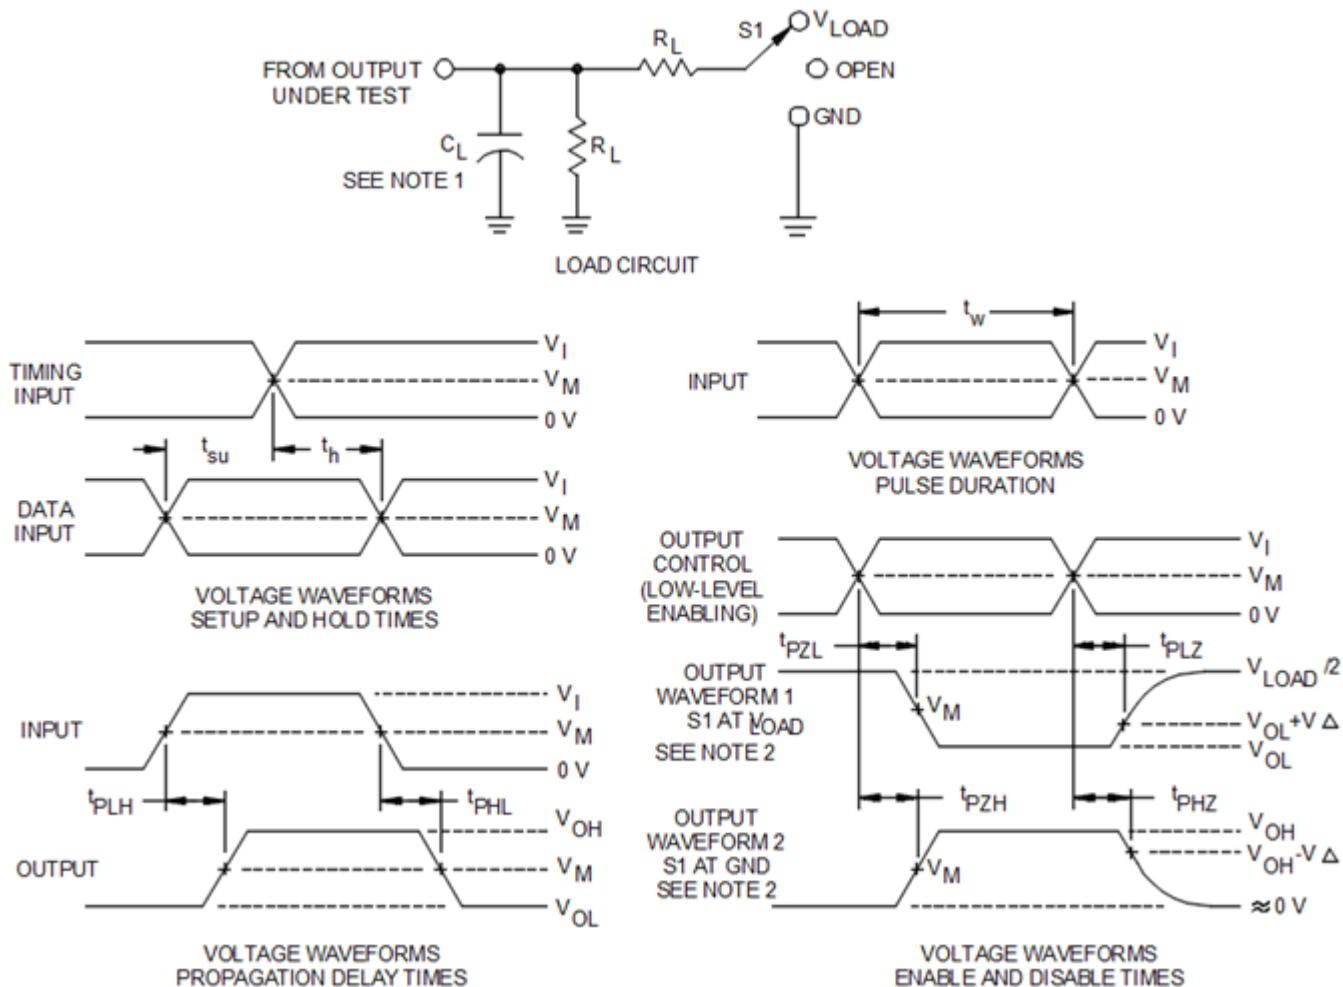 S1
V LOAD
R L
FROM OUTPUT
UNDER TEST
OPEN
GND
C L
R L
SEE NOTE 1
LOAD CIRCUIT
TIMING
INPUT
V I
V M
0 V
t su
t h
DATA
INPUT
V I
V M
0 V
VOLTAGE WAVEFORMS
SETUP AND HOLD TIMES
t w
INPUT
V I
V M
0 V
VOLTAGE WAVEFORMS
PULSE DURATION
INPUT
V I
V M
0 V
t PLH
t PHL
OUTPUT
V OH
V M
V OL
VOLTAGE WAVEFORMS
PROPAGATION DELAY TIMES
OUTPUT
CONTROL
(LOW-LEVEL
ENABLING)
V I
V M
0 V
t PZL
t PLZ
OUTPUT
WAVEFORM 1
S1 AT V LOAD
SEE NOTE 2
V M
V LOAD /2
V OL +V △
V OL
t PZH
t PHZ
OUTPUT
WAVEFORM 2
S1 AT GND
SEE NOTE 2
V M
V OH
V OH -V △
≈ 0 V
VOLTAGE WAVEFORMS
ENABLE AND DISABLE TIMES